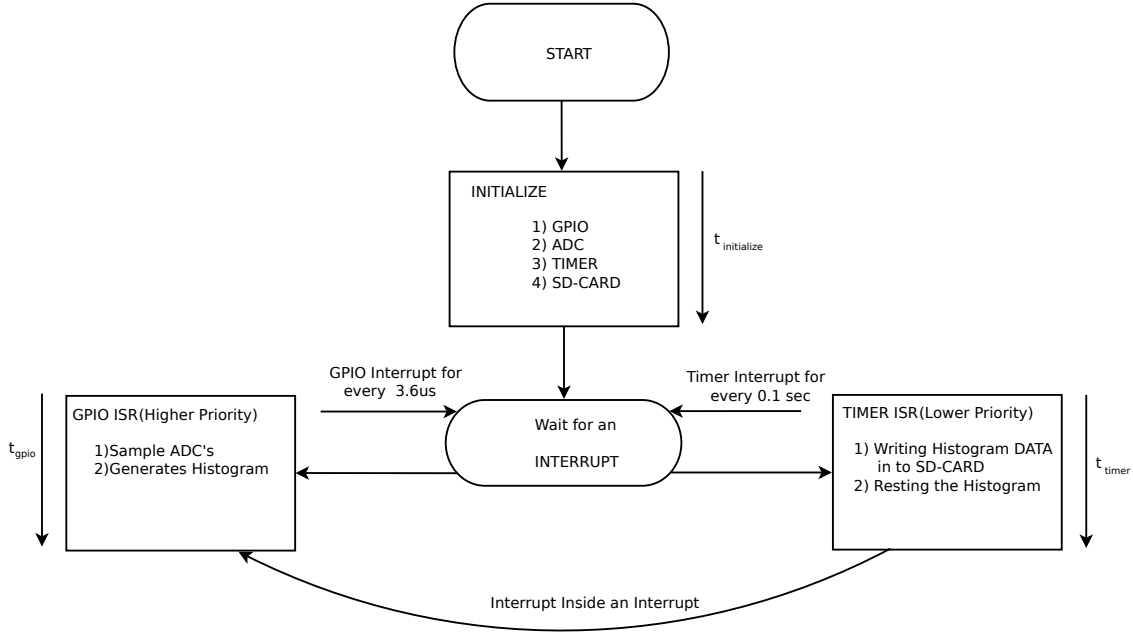 START
INITIALIZE
1) GPIO
2) ADC
3) TIMER
4) SD-CARD
t initialize
GPIO Interrupt for
every 3.6us
Timer Interrupt for
every 0.1 sec
Wait for an
INTERRUPT
GPIO ISR(Higher Priority)
1)Sample ADC's
2)Generates Histogram
tgpio
TIMER ISR(Lower Priority)
1) Writing Histogram DATA
in to SD-CARD
2) Resting the Histogram
t timer
Interrupt Inside an Interrupt